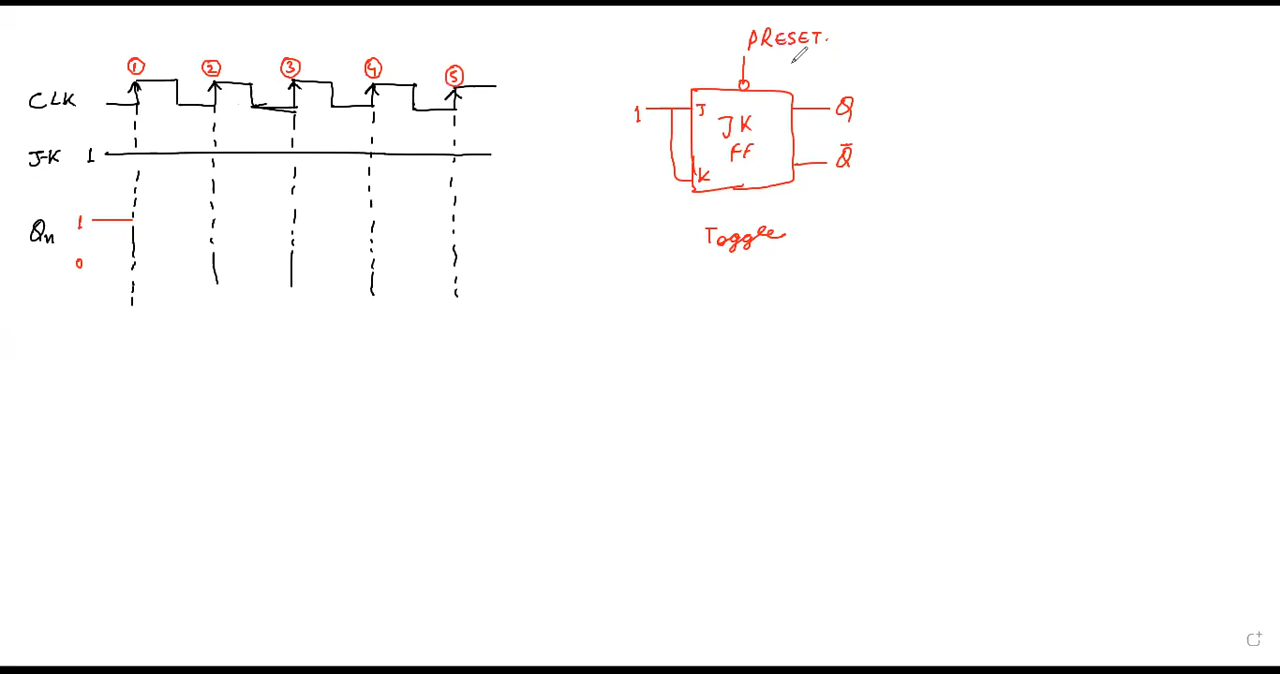 ① ② ③ ④ ⑤
CLK
J-K 1
Qn 1
0
PRESET.
1 J Q
JK
FF
K Q̄
Toggle